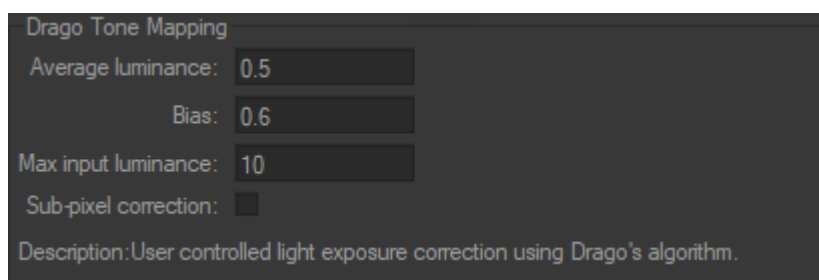 Drago Tone Mapping
Average luminance: 0.5
Bias: 0.6
Max input luminance: 10
Sub-pixel correction:
Description:User controlled light exposure correction using Drago's algorithm.